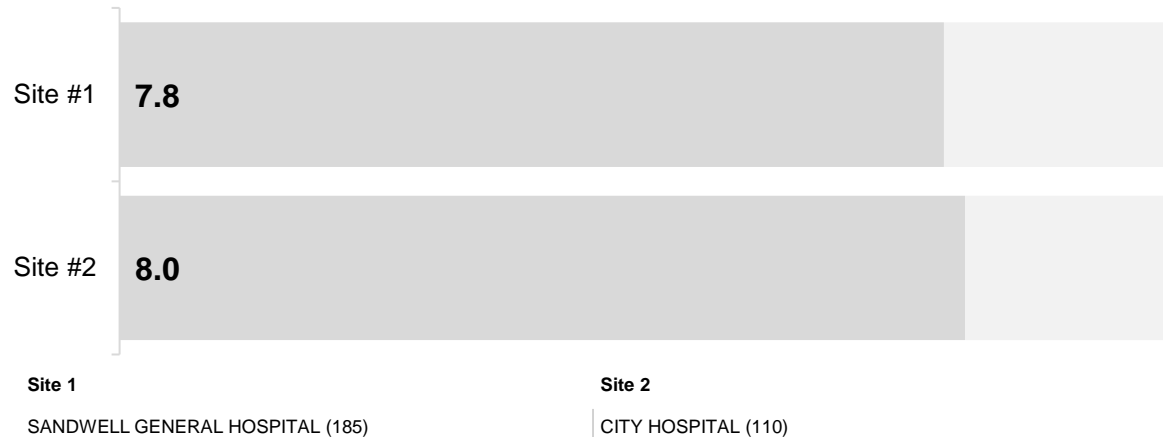 Site #1 7.8
Site #2 8.0
Site 1 Site 2
SANDWELL GENERAL HOSPITAL (185) CITY HOSPITAL (110)